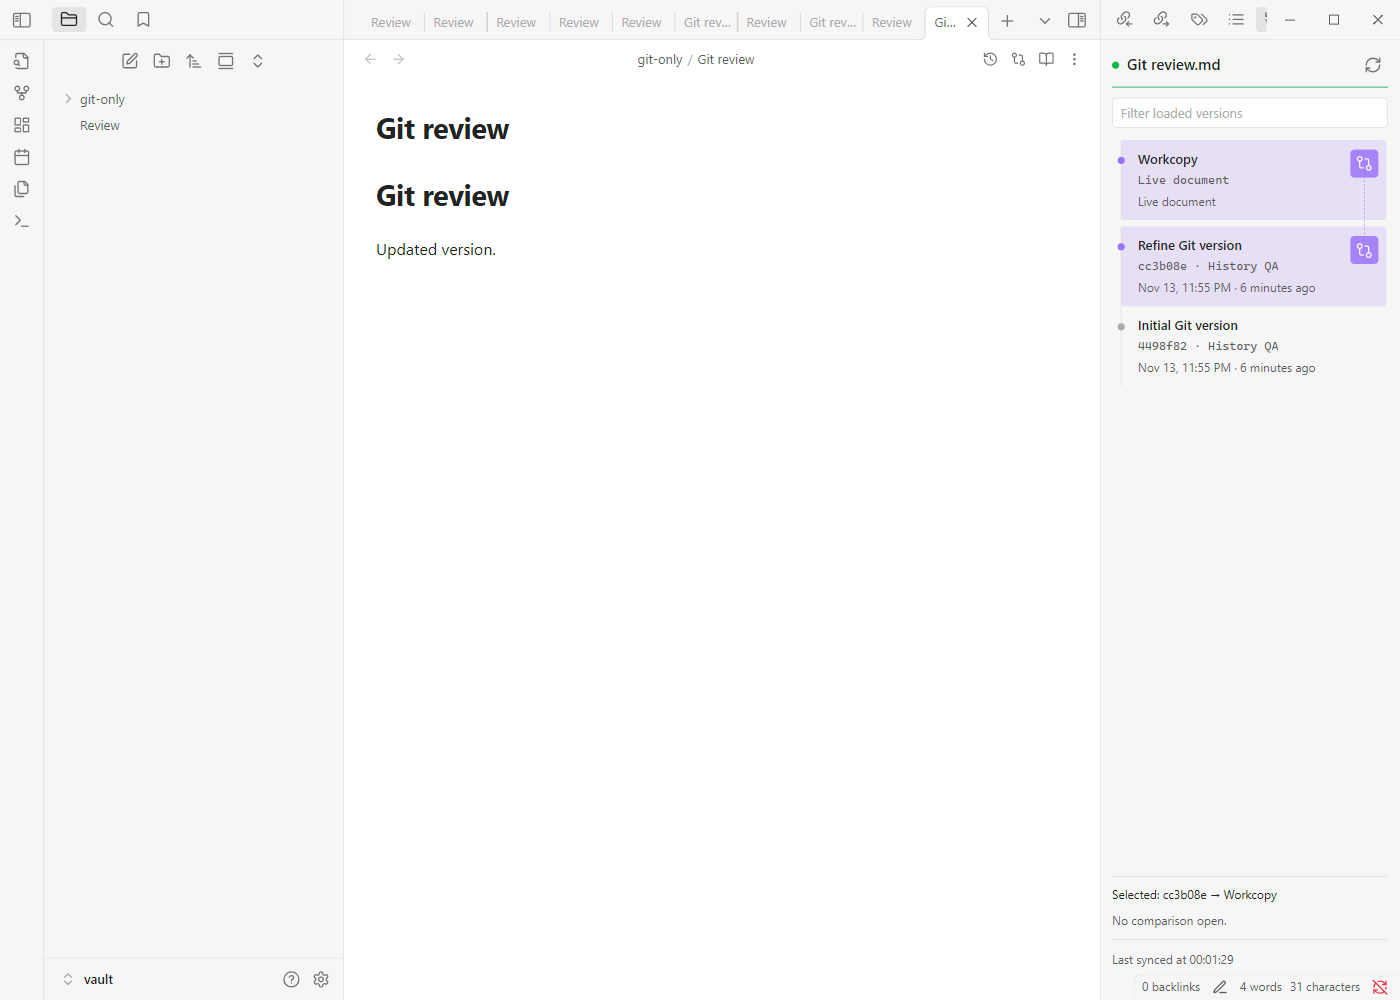 Review
Review
Review
Review
Review
Git rev...
Review
Git rev...
Review
Gi...
git-only
Review
git-only / Git review
Git review
Git review
Updated version.
Git review.md
Filter loaded versions
Workcopy
Live document
Live document
Refine Git version
cc3b08e · History QA
Nov 13, 11:55 PM · 6 minutes ago
Initial Git version
4498f82 · History QA
Nov 13, 11:55 PM · 6 minutes ago
Selected: cc3b08e → Workcopy
No comparison open.
Last synced at 00:01:29
vault
0 backlinks 4 words 31 characters